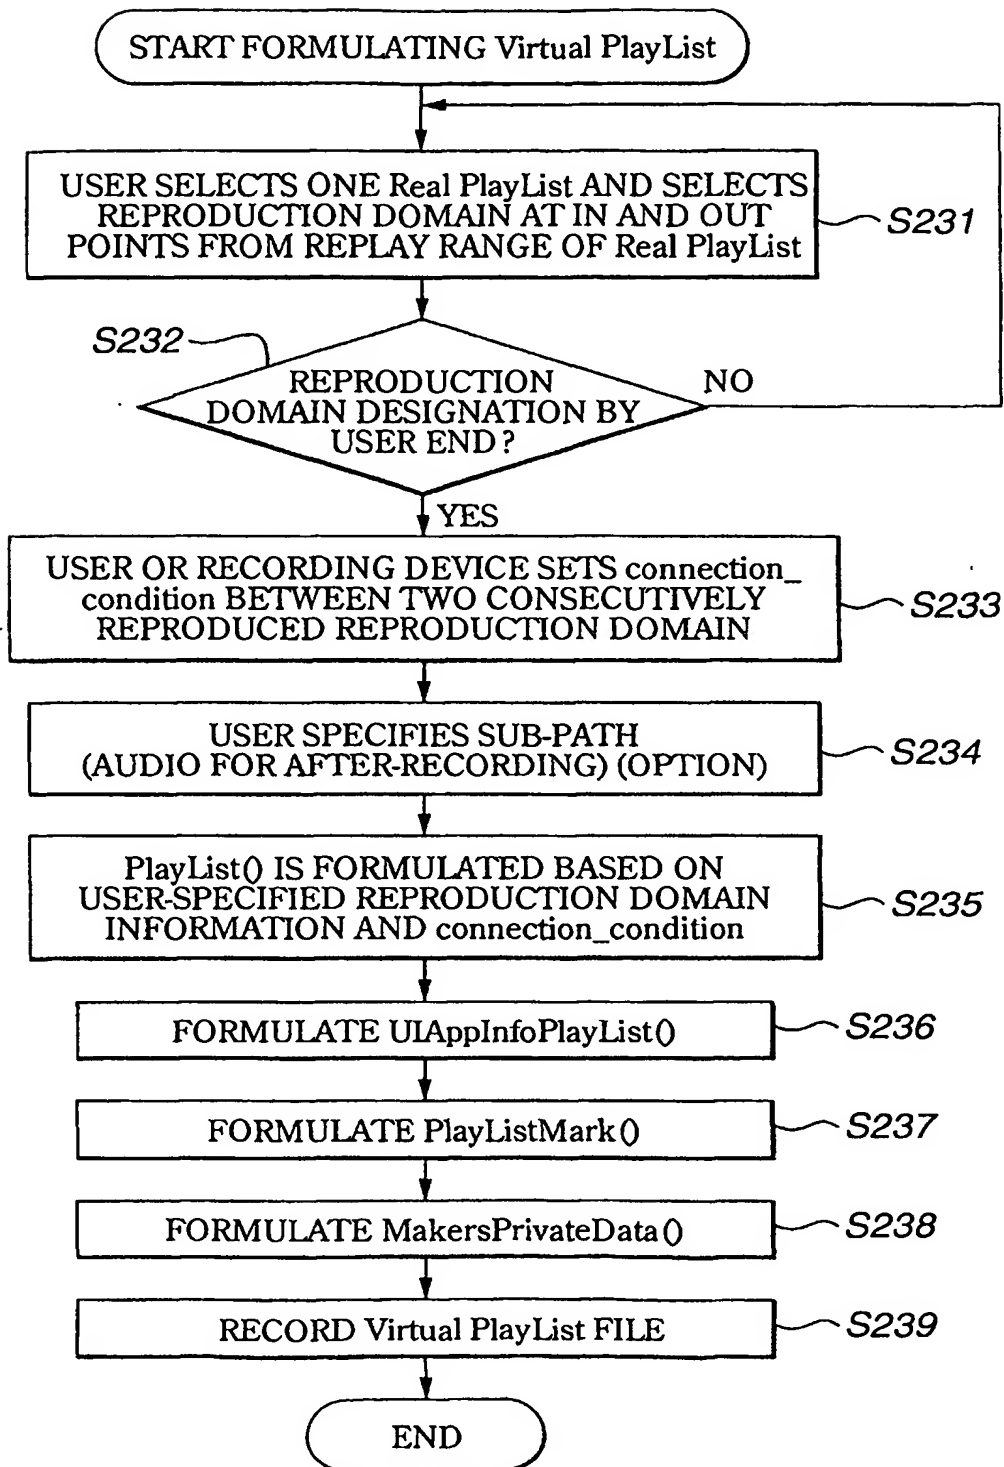 START FORMULATING Virtual PlayList
USER SELECTS ONE Real PlayList AND SELECTS
REPRODUCTION DOMAIN AT IN AND OUT
POINTS FROM REPLAY RANGE OF Real PlayList
S231
S232
REPRODUCTION
DOMAIN DESIGNATION BY
USER END?
NO
YES
USER OR RECORDING DEVICE SETS connection_
condition BETWEEN TWO CONSECUTIVELY
REPRODUCED REPRODUCTION DOMAIN
S233
USER SPECIFIES SUB-PATH
(AUDIO FOR AFTER-RECORDING) (OPTION)
S234
PlayList() IS FORMULATED BASED ON
USER-SPECIFIED REPRODUCTION DOMAIN
INFORMATION AND connection_condition
S235
FORMULATE UIAppInfoPlayList()
S236
FORMULATE PlayListMark()
S237
FORMULATE MakersPrivateData()
S238
RECORD Virtual PlayList FILE
S239
END